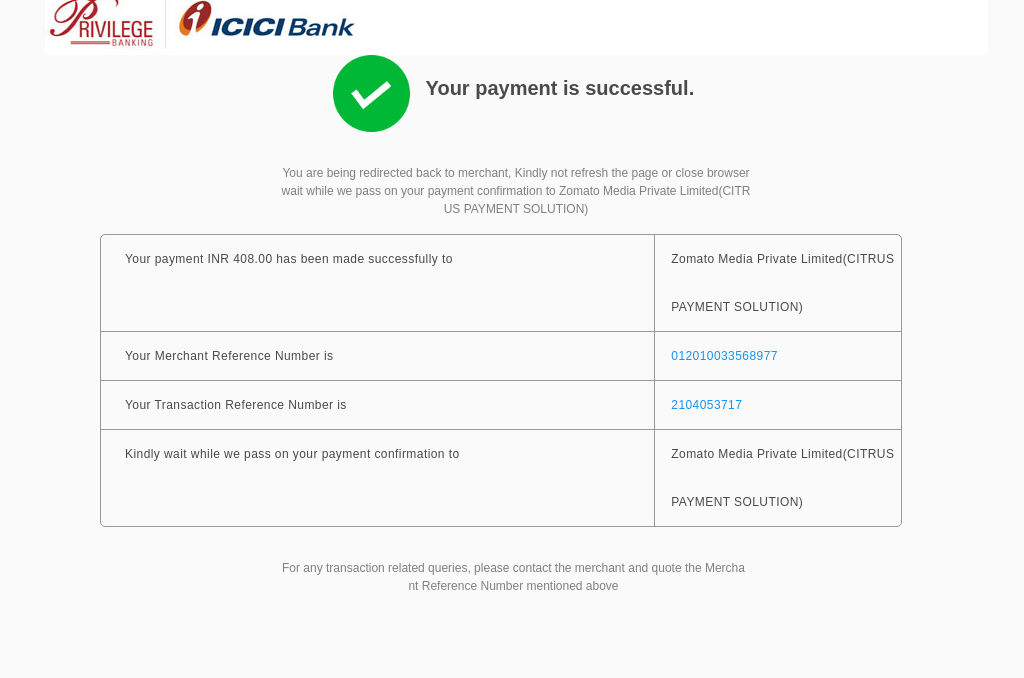 PRIVILEGE
BANKING
ICICI Bank
Your payment is successful.
You are being redirected back to merchant, Kindly not refresh the page or close browser
wait while we pass on your payment confirmation to Zomato Media Private Limited(CITR
US PAYMENT SOLUTION)
Your payment INR 408.00 has been made successfully to
Zomato Media Private Limited(CITRUS
PAYMENT SOLUTION)
Your Merchant Reference Number is
012010033568977
Your Transaction Reference Number is
2104053717
Kindly wait while we pass on your payment confirmation to
Zomato Media Private Limited(CITRUS
PAYMENT SOLUTION)
For any transaction related queries, please contact the merchant and quote the Mercha
nt Reference Number mentioned above